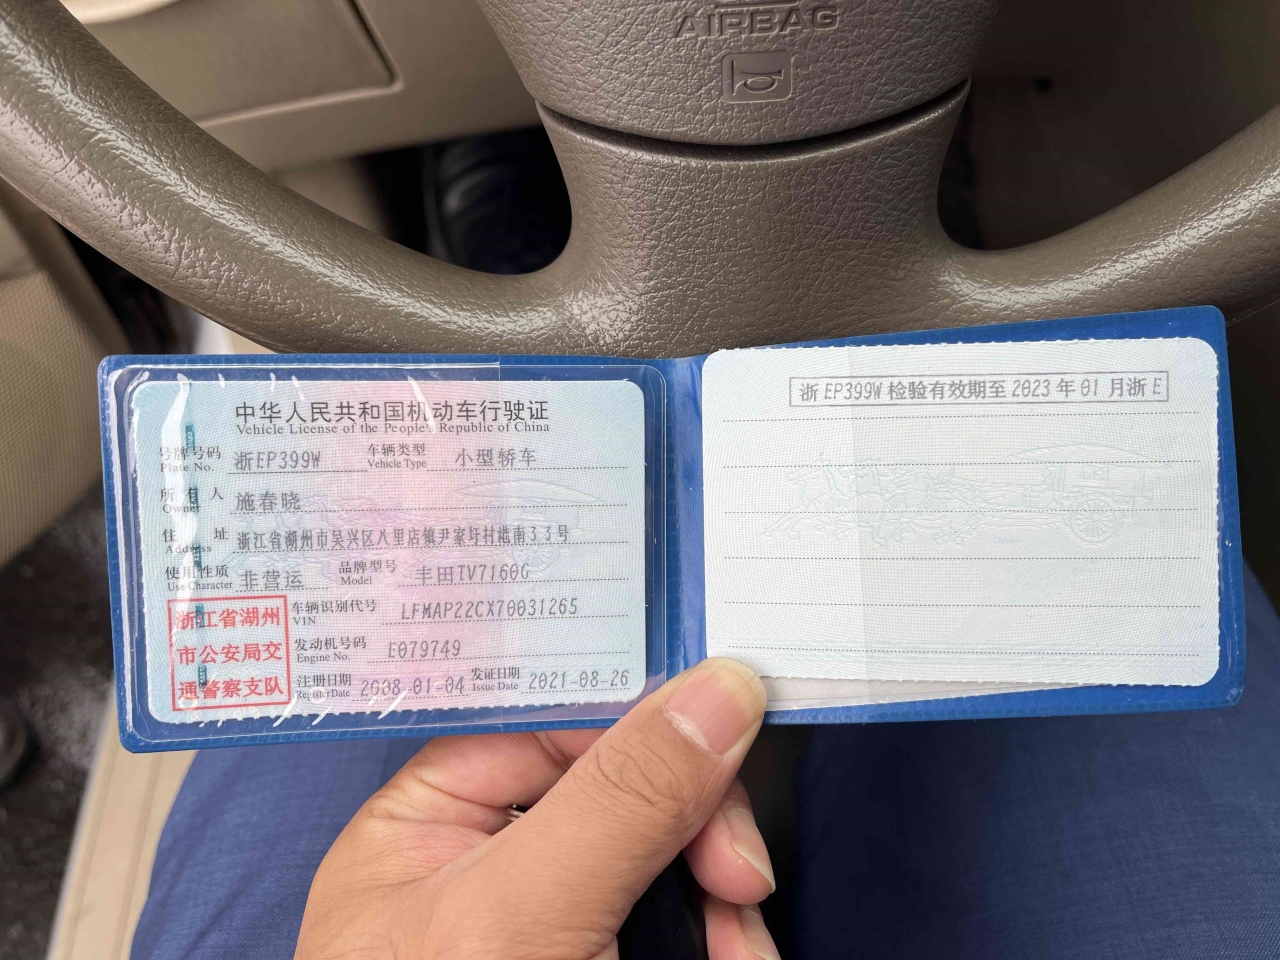 AIRBAG
中华人民共和国机动车行驶证
Vehicle License of the People's Republic of China
号牌号码 浙EP399W 车辆类型 小型轿车
Plate No. Vehicle Type
所有人 施春晓
Owner
住址 浙江省湖州市吴兴区八里店镇尹家圩村港南33号
Address
使用性质 非营运 品牌型号 丰田TV7160G
Use Character Model
浙江省湖州
市公安局交
通警察支队
车辆识别代号 LFMAP22CX70031265
VIN
发动机号码 E079749
Engine No.
注册日期 2008-01-04 发证日期 2021-08-26
Register Date Issue Date
浙EP399W检验有效期至2023年01月浙E